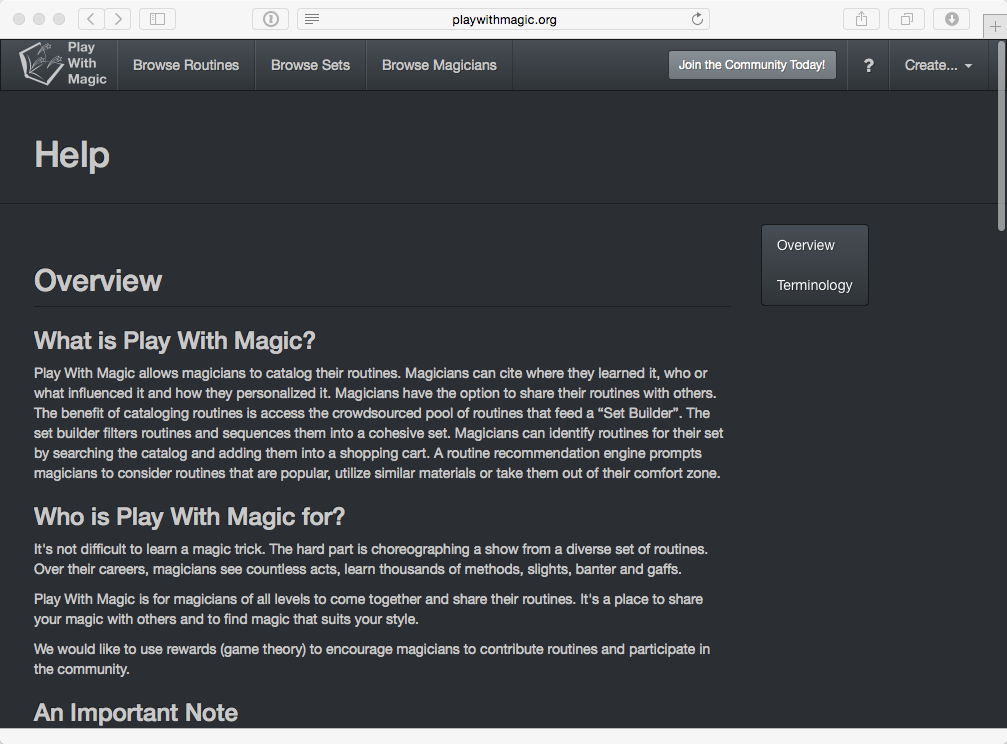 playwithmagic.org
Play
With
Magic
Browse Routines
Browse Sets
Browse Magicians
Join the Community Today!
?
Create...
Help
Overview
Terminology
Overview
What is Play With Magic?
Play With Magic allows magicians to catalog their routines. Magicians can cite where they learned it, who or
what influenced it and how they personalized it. Magicians have the option to share their routines with others.
The benefit of cataloging routines is access the crowdsourced pool of routines that feed a “Set Builder”. The
set builder filters routines and sequences them into a cohesive set. Magicians can identify routines for their set
by searching the catalog and adding them into a shopping cart. A routine recommendation engine prompts
magicians to consider routines that are popular, utilize similar materials or take them out of their comfort zone.
Who is Play With Magic for?
It's not difficult to learn a magic trick. The hard part is choreographing a show from a diverse set of routines.
Over their careers, magicians see countless acts, learn thousands of methods, slights, banter and gaffs.
Play With Magic is for magicians of all levels to come together and share their routines. It's a place to share
your magic with others and to find magic that suits your style.
We would like to use rewards (game theory) to encourage magicians to contribute routines and participate in
the community.
An Important Note